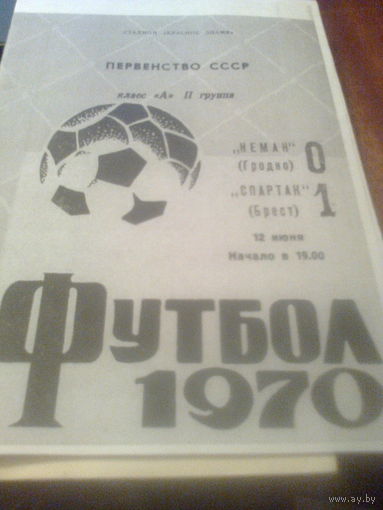 СТАДИОН «КРАСНОЕ ЗНАМЯ»
ПЕРВЕНСТВО СССР
класс «А» II группа
„НЕМАН" 0
(Гродно)
„СПАРТАК" 1
(Брест)
12 июня
Начало в 19.00
ФУТБОЛ
1970
www.ay.by